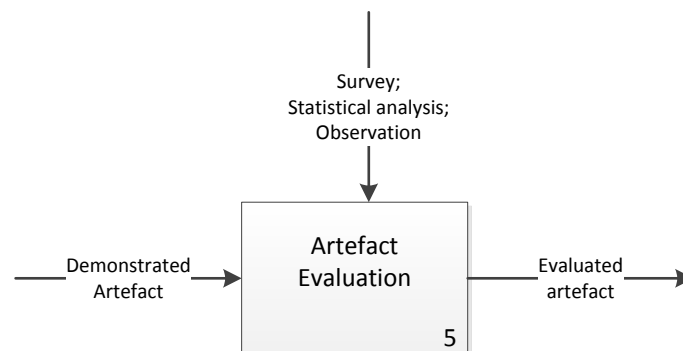 Survey;
Statistical analysis;
Observation
Demonstrated
Artefact
Artefact
Evaluation
5
Evaluated
artefact